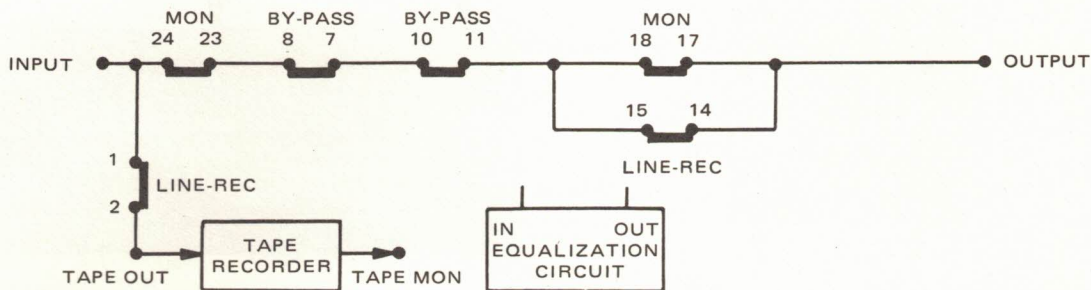 MON BY-PASS BY-PASS MON
24 23 8 7 10 11 18 17
INPUT OUTPUT
15 14
1
LINE-REC LINE-REC
2
IN OUT
TAPE EQUALIZATION
RECORDER CIRCUIT
TAPE OUT TAPE MON